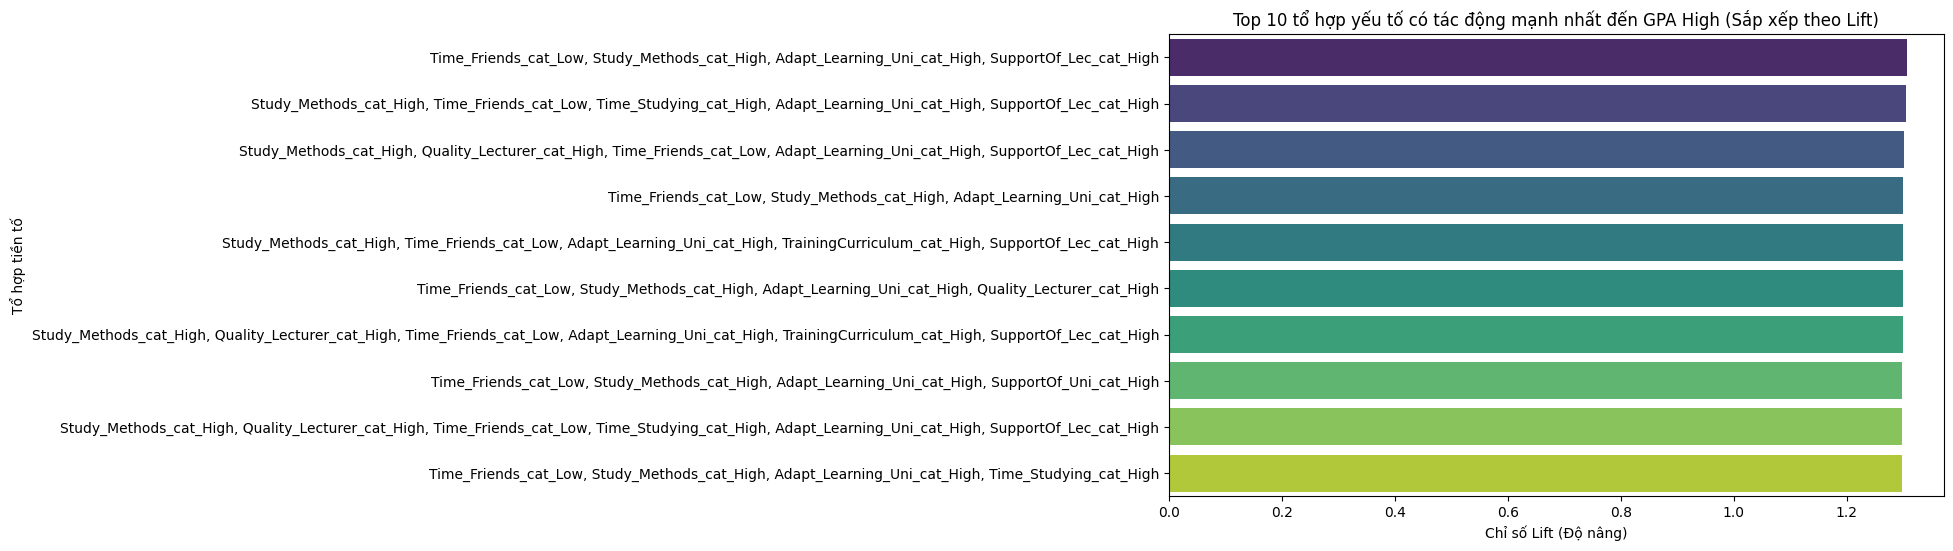 Top 10 tổ hợp yếu tố có tác động mạnh nhất đến GPA High (Sắp xếp theo Lift)
Tổ hợp tiền tố
Time_Friends_cat_Low, Study_Methods_cat_High, Adapt_Learning_Uni_cat_High, SupportOf_Lec_cat_High
Study_Methods_cat_High, Time_Friends_cat_Low, Time_Studying_cat_High, Adapt_Learning_Uni_cat_High, SupportOf_Lec_cat_High
Study_Methods_cat_High, Quality_Lecturer_cat_High, Time_Friends_cat_Low, Adapt_Learning_Uni_cat_High, SupportOf_Lec_cat_High
Time_Friends_cat_Low, Study_Methods_cat_High, Adapt_Learning_Uni_cat_High
Study_Methods_cat_High, Time_Friends_cat_Low, Adapt_Learning_Uni_cat_High, TrainingCurriculum_cat_High, SupportOf_Lec_cat_High
Time_Friends_cat_Low, Study_Methods_cat_High, Adapt_Learning_Uni_cat_High, Quality_Lecturer_cat_High
Study_Methods_cat_High, Quality_Lecturer_cat_High, Time_Friends_cat_Low, Adapt_Learning_Uni_cat_High, TrainingCurriculum_cat_High, SupportOf_Lec_cat_High
Time_Friends_cat_Low, Study_Methods_cat_High, Adapt_Learning_Uni_cat_High, SupportOf_Uni_cat_High
Study_Methods_cat_High, Quality_Lecturer_cat_High, Time_Friends_cat_Low, Time_Studying_cat_High, Adapt_Learning_Uni_cat_High, SupportOf_Lec_cat_High
Time_Friends_cat_Low, Study_Methods_cat_High, Adapt_Learning_Uni_cat_High, Time_Studying_cat_High
0.0 0.2 0.4 0.6 0.8 1.0 1.2
Chỉ số Lift (Độ nâng)